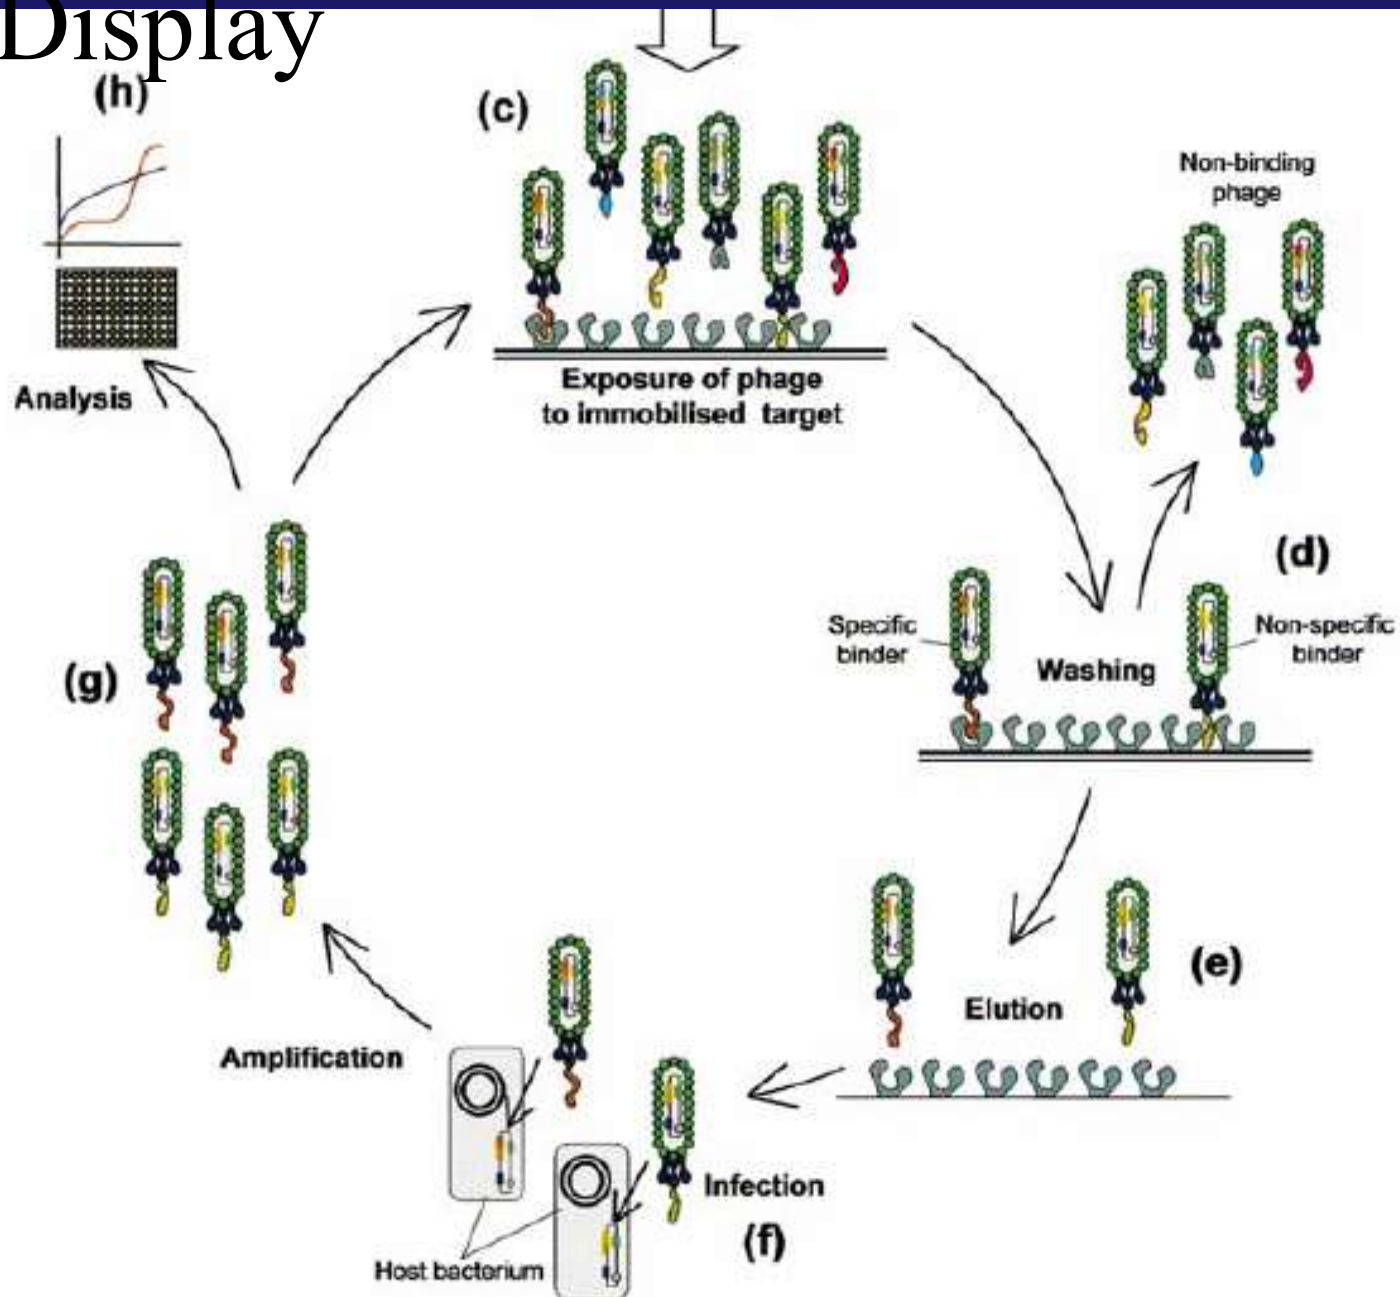 Display
(h)
(c)
Non-binding
phage
Exposure of phage
to immobilised target
Analysis
(d)
Specific
binder
Washing
Non-specific
binder
(g)
(e)
Elution
Amplification
Infection
(f)
Host bacterium